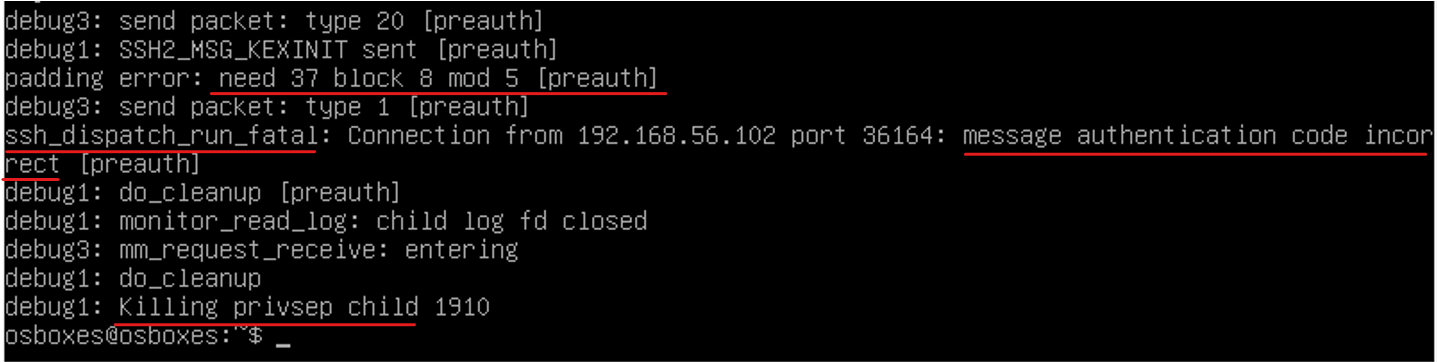 debug3: send packet: type 20 [preauth]
debug1: SSH2_MSG_KEXINIT sent [preauth]
padding error: need 37 block 8 mod 5 [preauth]
debug3: send packet: type 1 [preauth]
ssh_dispatch_run_fatal: Connection from 192.168.56.102 port 36164: message authentication code incor
rect [preauth]
debug1: do_cleanup [preauth]
debug1: monitor_read_log: child log fd closed
debug3: mm_request_receive: entering
debug1: do_cleanup
debug1: Killing privsep child 1910
osboxes@osboxes:~$ _